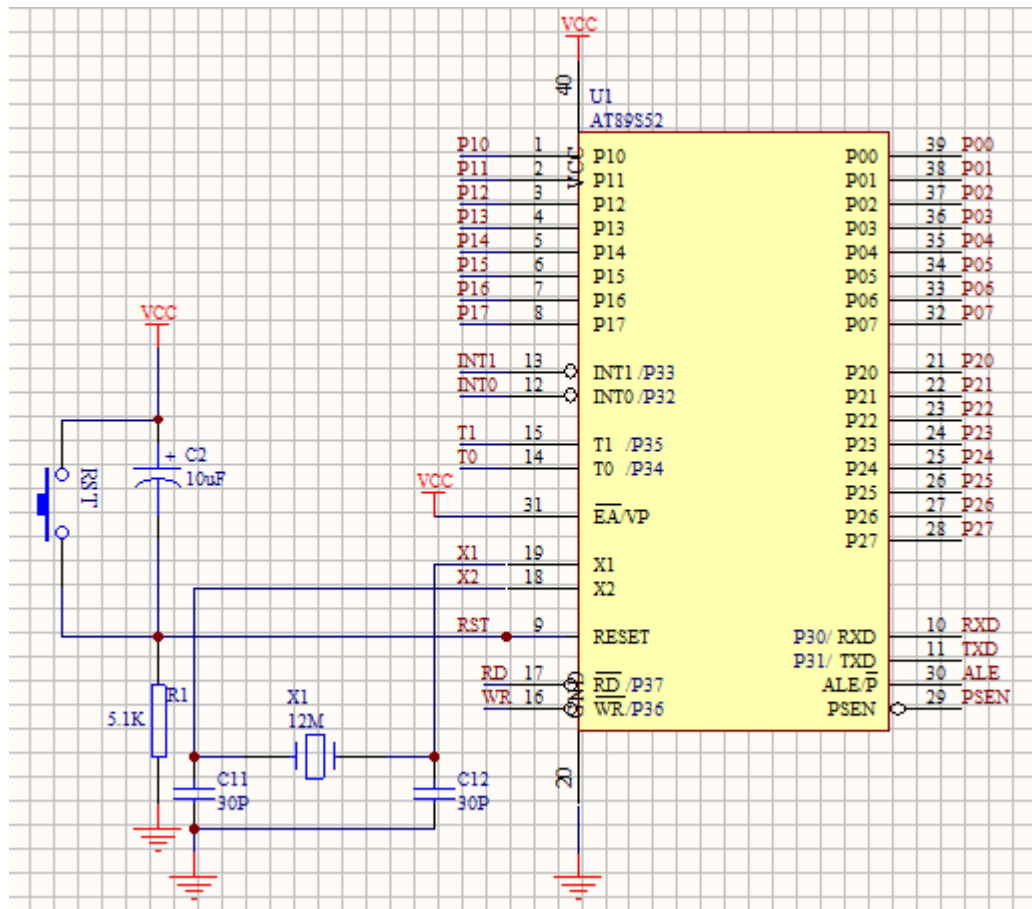 VCC
40
U1
AT89S52
P10 1 VCC P10 P00 39 P00
P11 2 P11 P01 38 P01
P12 3 P12 P02 37 P02
P13 4 P13 P03 36 P03
P14 5 P14 P04 35 P04
P15 6 P15 P05 34 P05
P16 7 P16 P06 33 P06
P17 8 P17 P07 32 P07
VCC
INT1 13 INT1 /P33 P20 21 P20
INT0 12 INT0 /P32 P21 22 P21
P22 23 P22
T1 15 T1 /P35 P23 24 P23
T0 14 T0 /P34 P24 25 P24
P25 26 P25
P26 27 P26
P27 28 P27
+ C2
10uF
RST
VCC
31 EA/VP
X1 19 X1
X2 18 X2
RST 9 RESET P30/ RXD 10 RXD
P31/ TXD 11 TXD
RD 17 RD /P37 ALE/P 30 ALE
WR 16 WR/P36 PSEN 29 PSEN
R1
5.1K
X1
12M
C11
30P
C12
30P
20